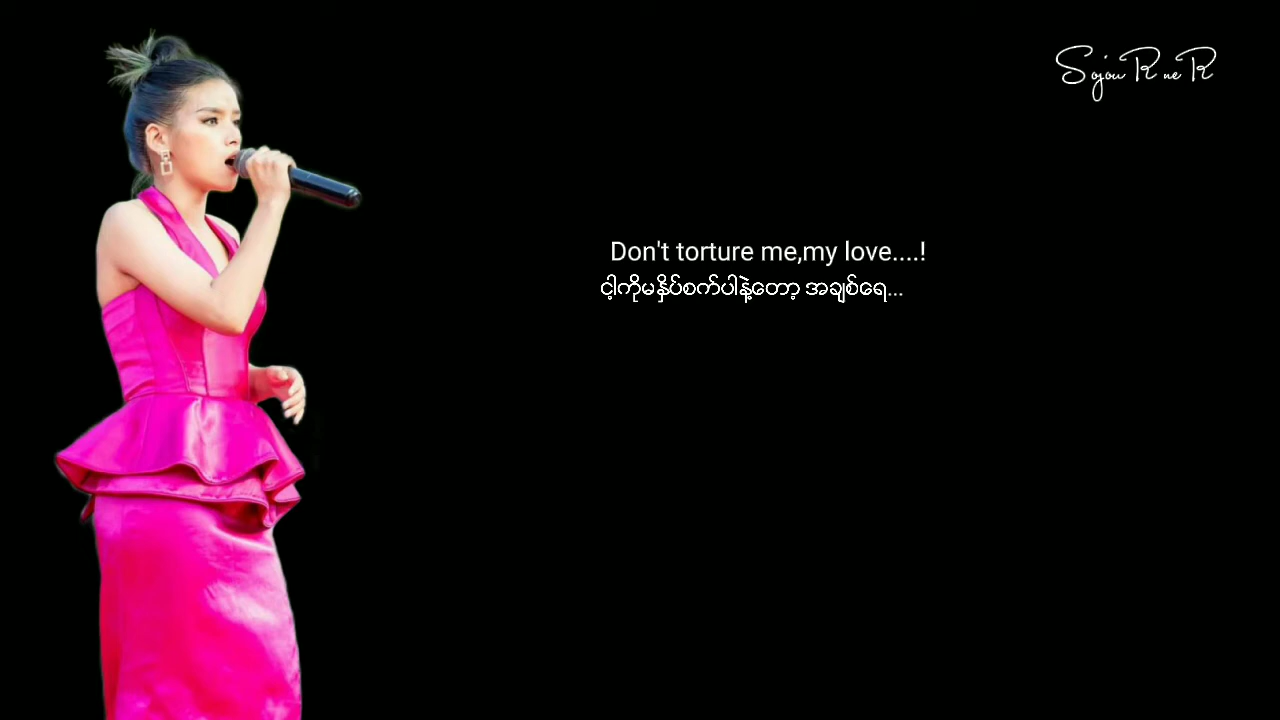 SojouRneR
Don't torture me,my love....!
ငါ့ကိုမနှိပ်စက်ပါနဲ့တော့ အချစ်ရေ...